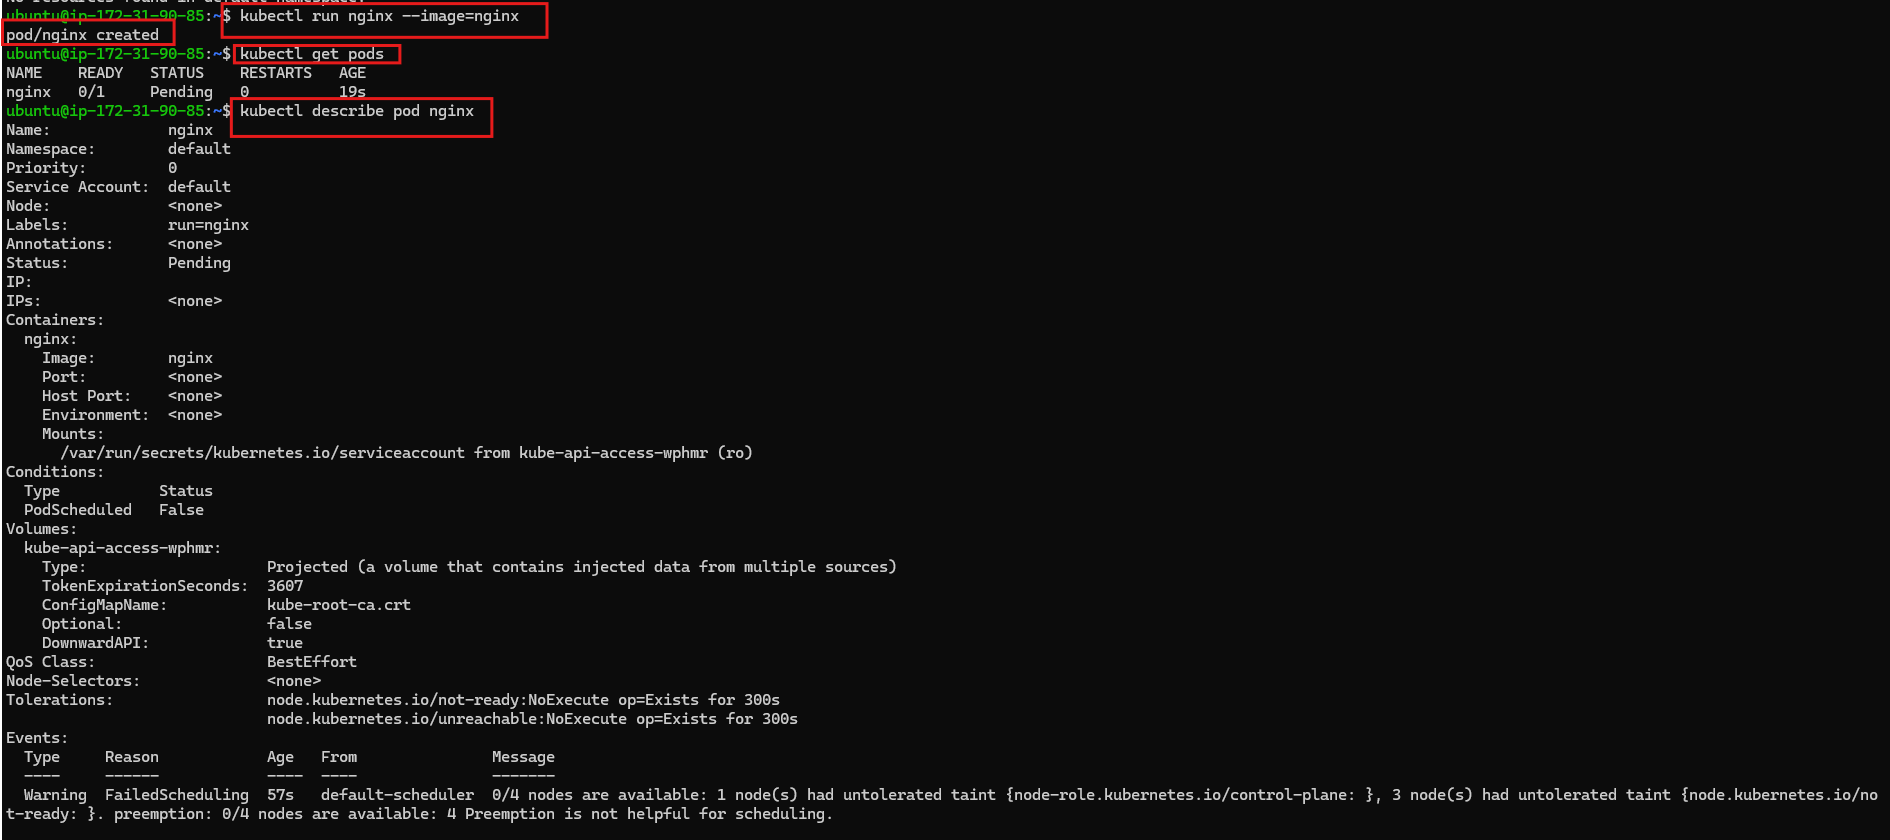 ubuntu@ip-172-31-90-85:~$ kubectl run nginx --image=nginx
pod/nginx created
ubuntu@ip-172-31-90-85:~$ kubectl get pods
NAME    READY   STATUS    RESTARTS   AGE
nginx   0/1     Pending   0          19s
ubuntu@ip-172-31-90-85:~$ kubectl describe pod nginx
Name:             nginx
Namespace:        default
Priority:         0
Service Account:  default
Node:             <none>
Labels:           run=nginx
Annotations:      <none>
Status:           Pending
IP:
IPs:              <none>
Containers:
  nginx:
    Image:        nginx
    Port:         <none>
    Host Port:    <none>
    Environment:  <none>
    Mounts:
      /var/run/secrets/kubernetes.io/serviceaccount from kube-api-access-wphmr (ro)
Conditions:
  Type           Status
  PodScheduled   False
Volumes:
  kube-api-access-wphmr:
    Type:                    Projected (a volume that contains injected data from multiple sources)
    TokenExpirationSeconds:  3607
    ConfigMapName:           kube-root-ca.crt
    Optional:                false
    DownwardAPI:             true
QoS Class:                   BestEffort
Node-Selectors:              <none>
Tolerations:                 node.kubernetes.io/not-ready:NoExecute op=Exists for 300s
                             node.kubernetes.io/unreachable:NoExecute op=Exists for 300s
Events:
  Type     Reason            Age   From               Message
  ----     ------            ----  ----               -------
  Warning  FailedScheduling  57s   default-scheduler  0/4 nodes are available: 1 node(s) had untolerated taint {node-role.kubernetes.io/control-plane: }, 3 node(s) had untolerated taint {node.kubernetes.io/no
t-ready: }. preemption: 0/4 nodes are available: 4 Preemption is not helpful for scheduling.